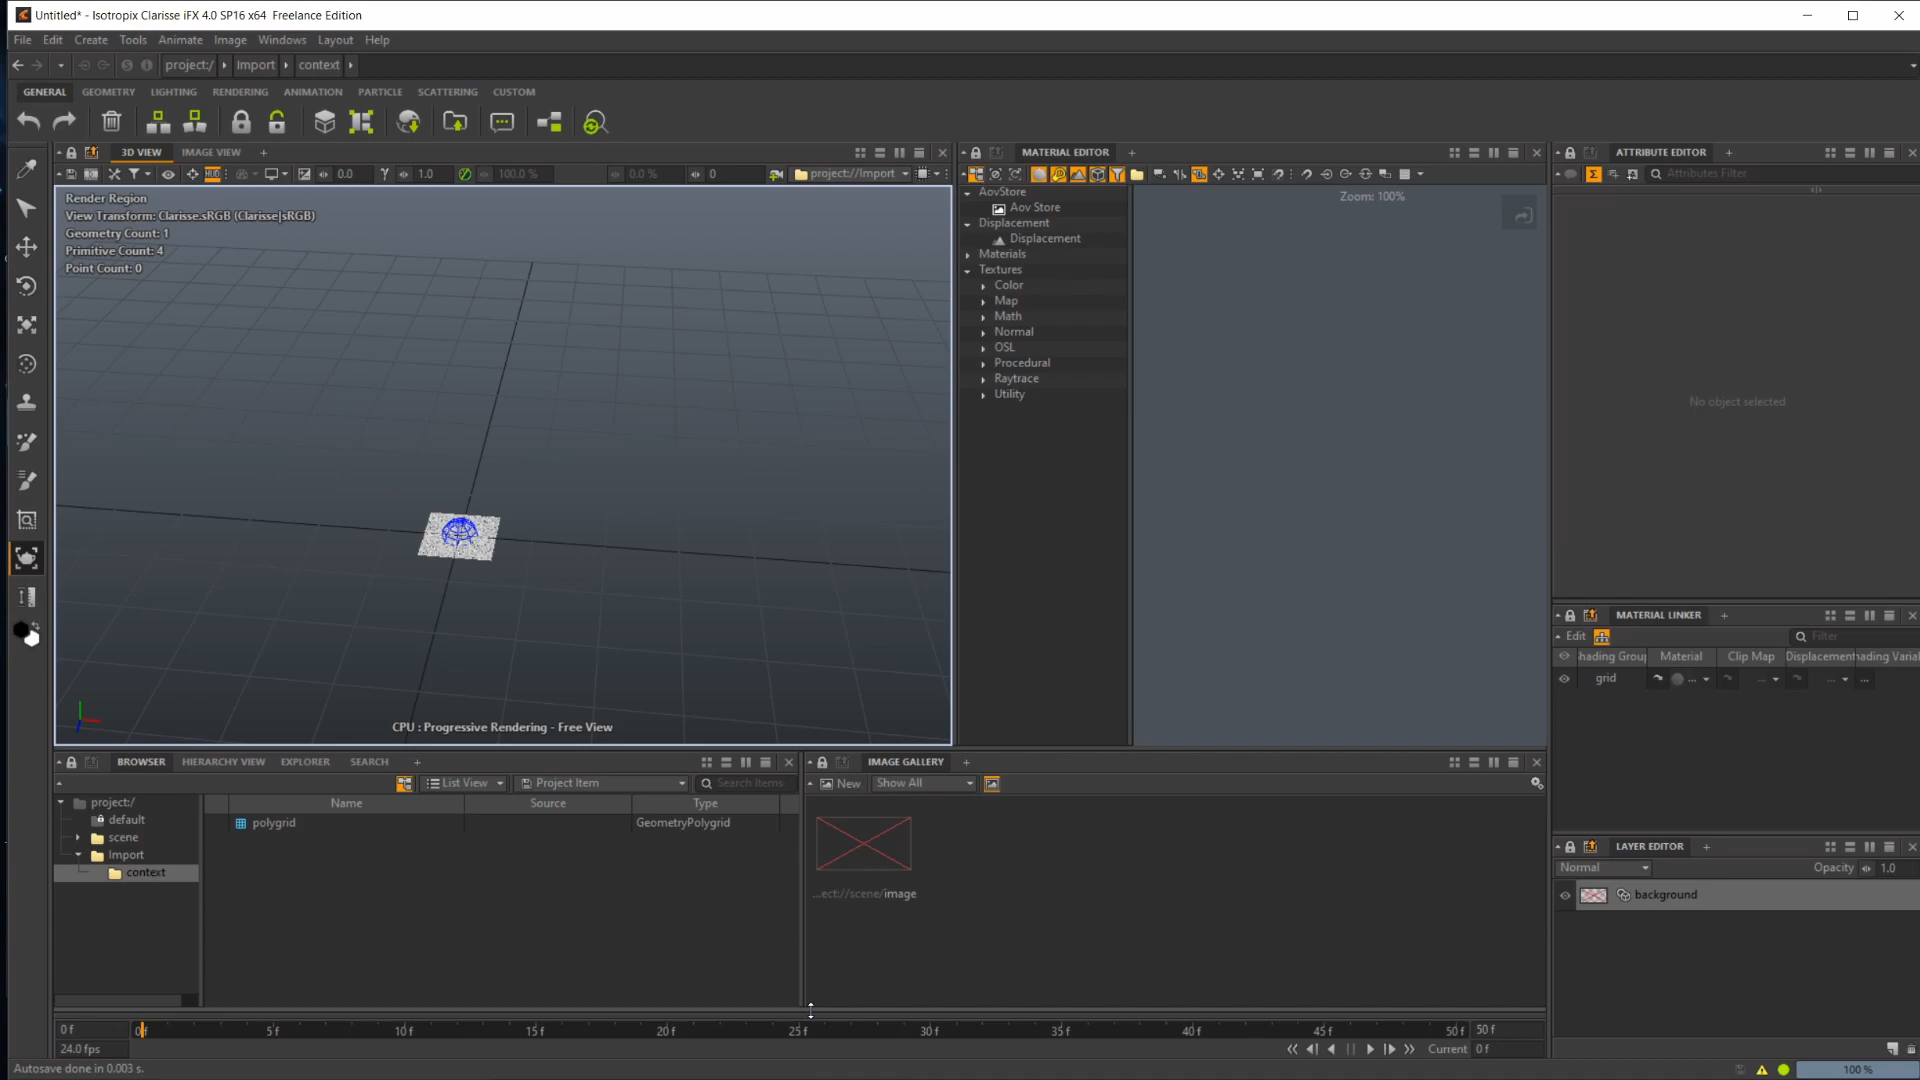 Untitled* - Isotropix Clarisse iFX 4.0 SP16 x64  Freelance Edition
File Edit Create Tools Animate Image Windows Layout Help
project:/ Import context
GENERAL GEOMETRY LIGHTING RENDERING ANIMATION PARTICLE SCATTERING CUSTOM
3D VIEW IMAGE VIEW +
HUD 0.0 γ 1.0 100.0 % 0.0 % 0 project://Import
Render Region
View Transform: Clarisse.sRGB (Clarisse|sRGB)
Geometry Count: 1
Primitive Count: 4
Point Count: 0
CPU : Progressive Rendering - Free View
MATERIAL EDITOR +
AovStore
Aov Store
Displacement
Displacement
Materials
Textures
Color
Map
Math
Normal
OSL
Procedural
Raytrace
Utility
Zoom: 100%
ATTRIBUTE EDITOR +
Attributes Filter
No object selected
MATERIAL LINKER +
Edit Filter
hading Group Material Clip Map Displacement hading Varial
grid ... ... ... ...
LAYER EDITOR +
Normal Opacity 1.0
background
BROWSER HIERARCHY VIEW EXPLORER SEARCH +
List View Project Item Search Items
project:/
default
scene
Import
context
Name Source Type
polygrid GeometryPolygrid
IMAGE GALLERY +
New Show All
...ect://scene/image
0 f 0f 5 f 10 f 15 f 20 f 25 f 30 f 35 f 40 f 45 f 50 f 50 f
24.0 fps Current 0 f
Autosave done in 0.003 s. 100 %